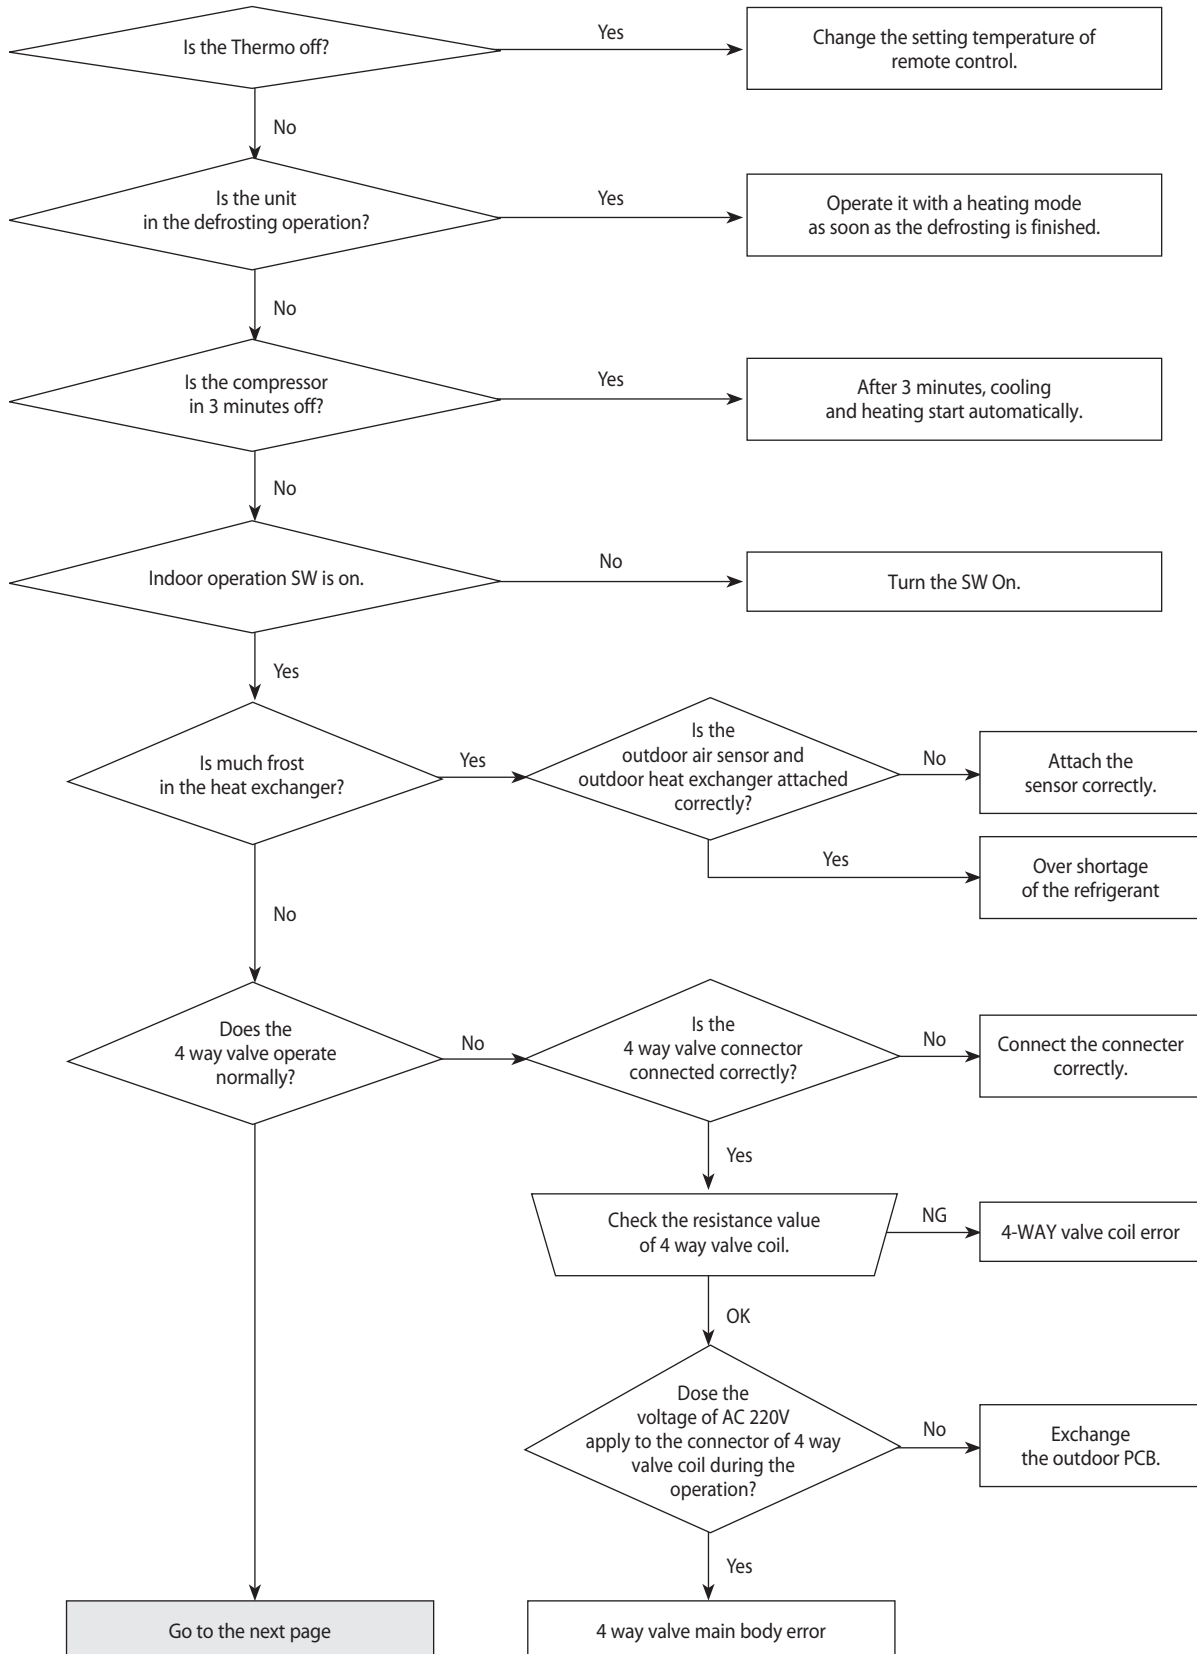 Is the Thermo off?
Yes
Change the setting temperature of
remote control.
No
Is the unit
in the defrosting operation?
Yes
Operate it with a heating mode
as soon as the defrosting is finished.
No
Is the compressor
in 3 minutes off?
Yes
After 3 minutes, cooling
and heating start automatically.
No
Indoor operation SW is on.
No
Turn the SW On.
Yes
Is much frost
in the heat exchanger?
Yes
Is the
outdoor air sensor and
outdoor heat exchanger attached
correctly?
No
Attach the
sensor correctly.
Yes
Over shortage
of the refrigerant
No
Does the
4 way valve operate
normally?
No
Is the
4 way valve connector
connected correctly?
No
Connect the connecter
correctly.
Yes
Check the resistance value
of 4 way valve coil.
NG
4-WAY valve coil error
OK
Dose the
voltage of AC 220V
apply to the connector of 4 way
valve coil during the
operation?
No
Exchange
the outdoor PCB.
Yes
Go to the next page
4 way valve main body error